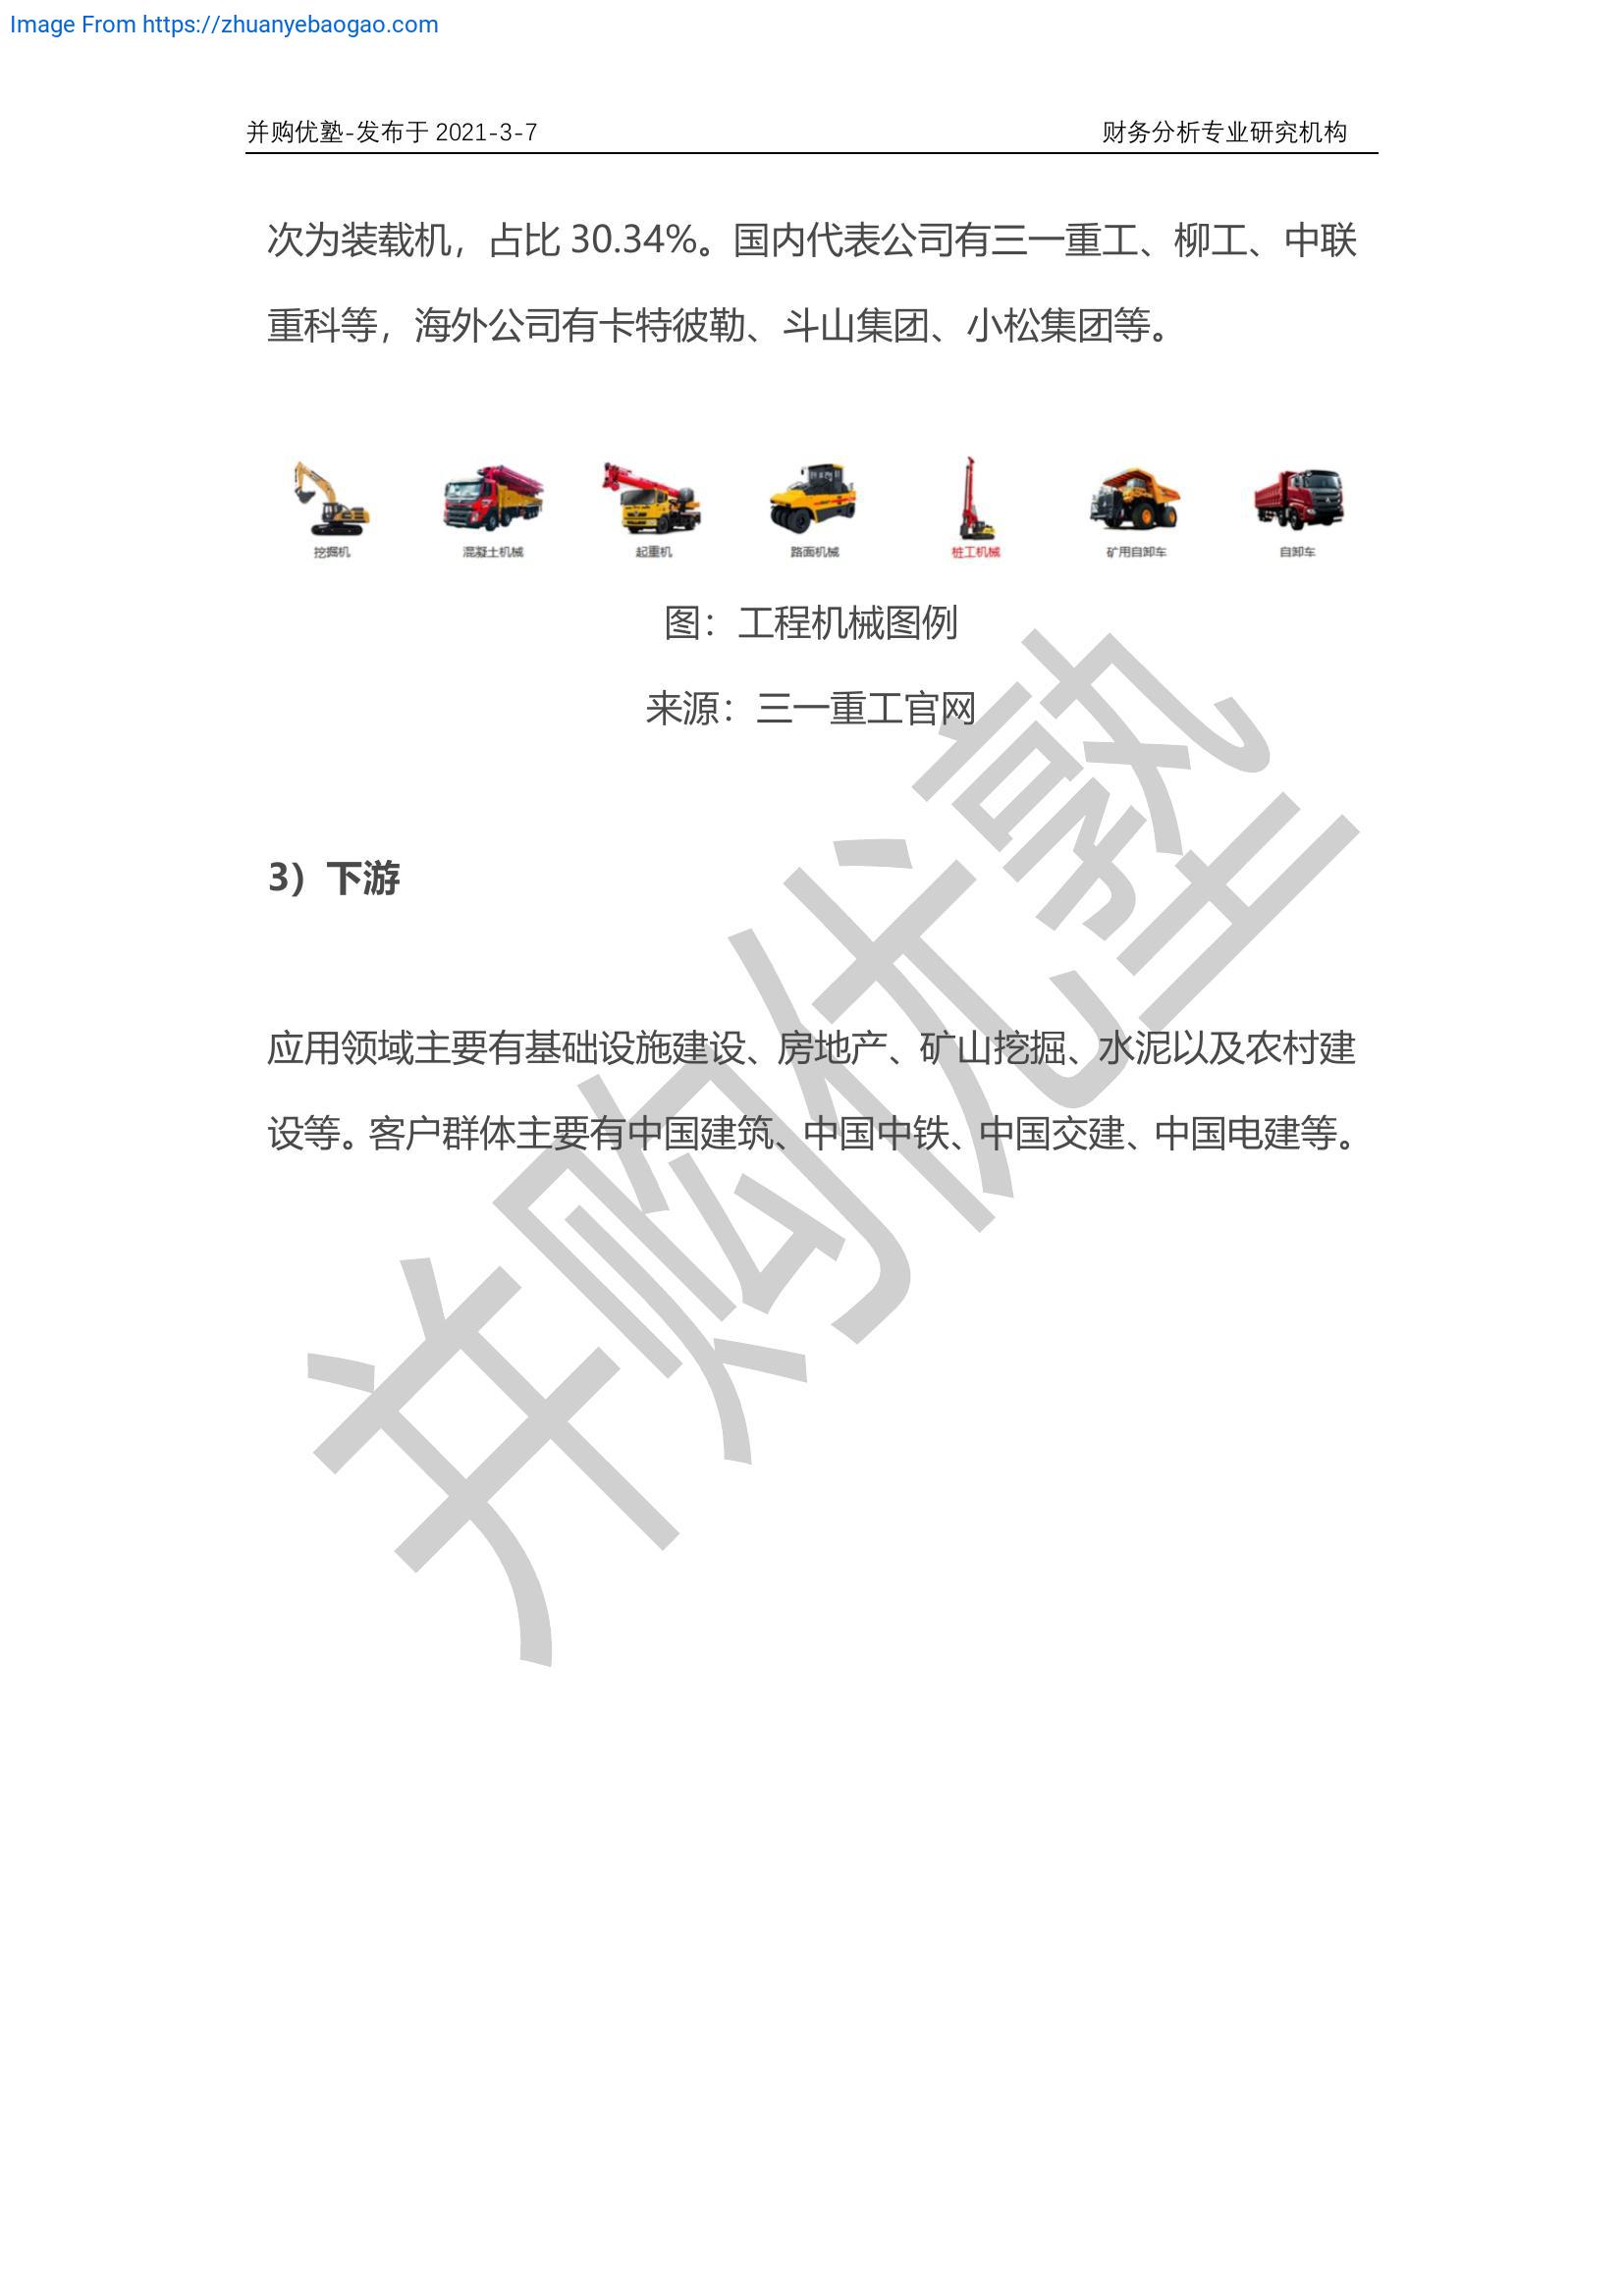 Image From https://zhuanyebaogao.com
并购优塾-发布于 2021-3-7 财务分析专业研究机构
次为装载机，占比 30.34%。国内代表公司有三一重工、柳工、中联
重科等，海外公司有卡特彼勒、斗山集团、小松集团等。
挖掘机 混凝土机械 起重机 路面机械 桩工机械 矿用自卸车 自卸车
图：工程机械图例
来源：三一重工官网
3）下游
应用领域主要有基础设施建设、房地产、矿山挖掘、水泥以及农村建
设等。客户群体主要有中国建筑、中国中铁、中国交建、中国电建等。
并购优塾